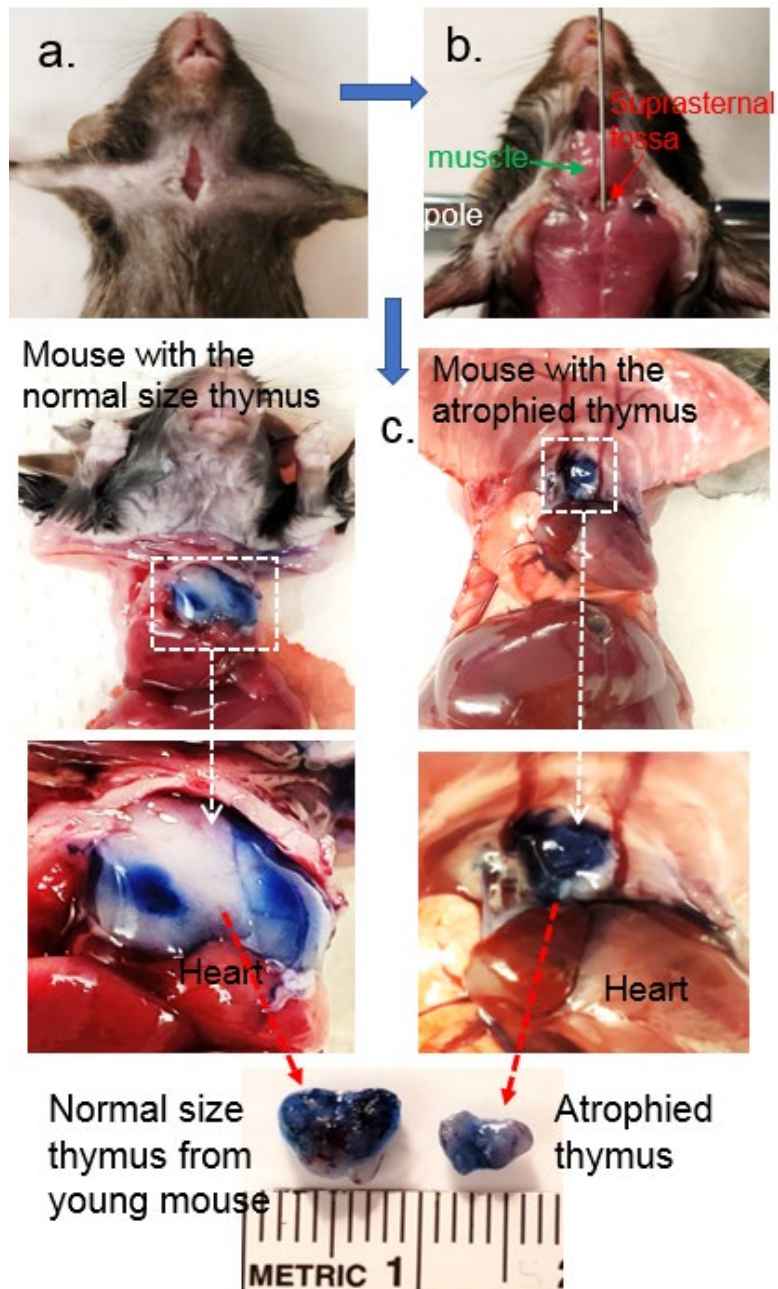 a.
b.
Suprasternal
fossa
muscle
pole
Mouse with the
normal size thymus
Mouse with the
atrophied thymus
c.
Heart
Heart
Normal size
thymus from
young mouse
Atrophied
thymus
METRIC 1